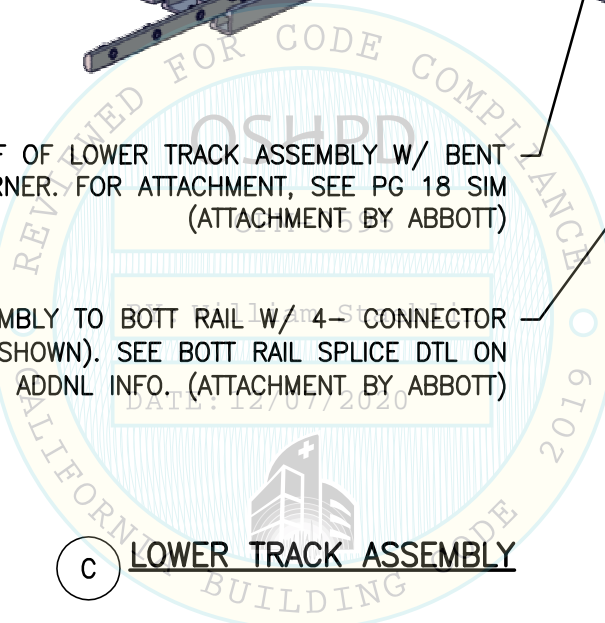 REVIEWED FOR CODE COMPLIANCE
OSHPD
OF LOWER TRACK ASSEMBLY W/ BENT
FOR ATTACHMENT, SEE PG 18 SIM
(ATTACHMENT BY ABBOTT)
TO BOTT RAIL W/ 4- CONNECTOR
SHOWN). SEE BOTT RAIL SPLICE DTL ON
ADDNL INFO. (ATTACHMENT BY ABBOTT)
DATE: 12/07/2020
C LOWER TRACK ASSEMBLY
CALIFORNIA BUILDING CODE 2019